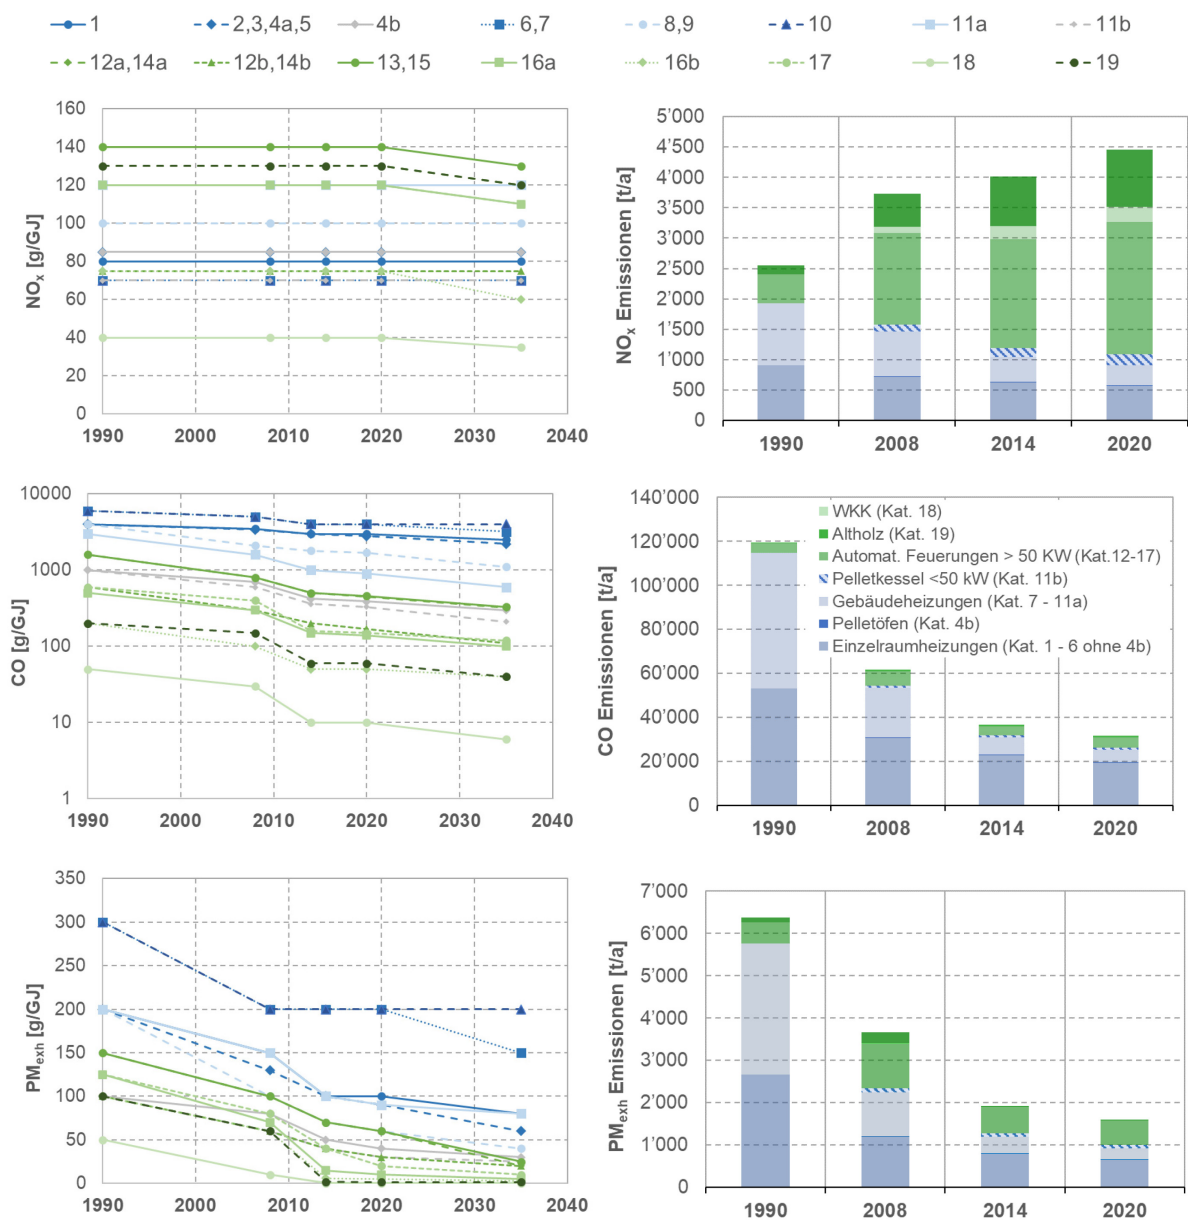 1 2,3,4a,5 4b 6,7 8,9 10 11a 11b
12a,14a 12b,14b 13,15 16a 16b 17 18 19
NOx [g/GJ]
160
140
120
100
80
60
40
20
0
1990 2000 2010 2020 2030 2040
NOx Emissionen [t/a]
5'000
4'500
4'000
3'500
3'000
2'500
2'000
1'500
1'000
500
0
1990 2008 2014 2020
CO [g/GJ]
10000
1000
100
10
1
1990 2000 2010 2020 2030 2040
CO Emissionen [t/a]
140'000
120'000
100'000
80'000
60'000
40'000
20'000
0
WKK (Kat. 18)
Altholz (Kat. 19)
Automat. Feuerungen > 50 KW (Kat.12-17)
Pelletkessel <50 kW (Kat. 11b)
Gebäudeheizungen (Kat. 7 - 11a)
Pelletöfen (Kat. 4b)
Einzelraumheizungen (Kat. 1 - 6 ohne 4b)
1990 2008 2014 2020
PMexh [g/GJ]
350
300
250
200
150
100
50
0
1990 2000 2010 2020 2030 2040
PMexh Emissionen [t/a]
7'000
6'000
5'000
4'000
3'000
2'000
1'000
0
1990 2008 2014 2020